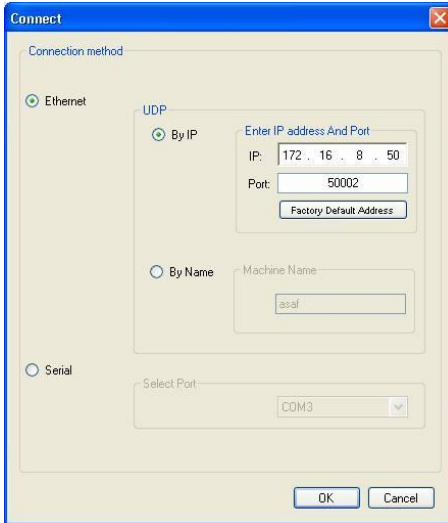 Connect
Connection method
Ethernet
UDP
By IP
Enter IP address And Port
IP: 172 . 16 . 8 . 50
Port: 50002
Factory Default Address
By Name
Machine Name
asaf
Serial
Select Port
COM3
OK Cancel